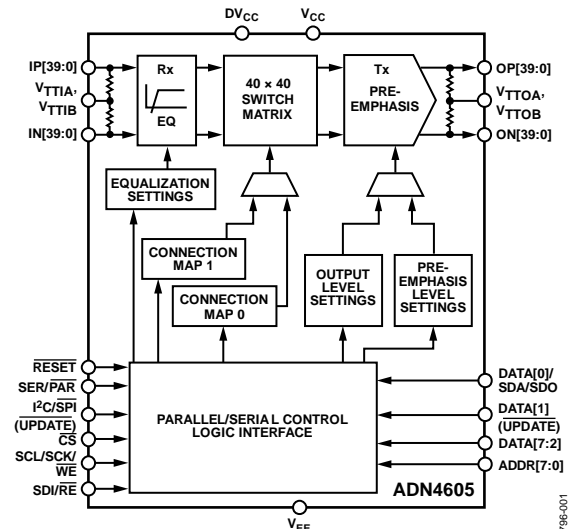 DVCC
VCC
IP[39:0]
VTTIA,
VTTIB
IN[39:0]
Rx
EQ
40 × 40
SWITCH
MATRIX
Tx
PRE-
EMPHASIS
OP[39:0]
VTTOA,
VTTOB
ON[39:0]
EQUALIZATION
SETTINGS
CONNECTION
MAP 1
CONNECTION
MAP 0
OUTPUT
LEVEL
SETTINGS
PRE-
EMPHASIS
LEVEL
SETTINGS
RESET
SER/PAR
I²C/SPI
(UPDATE)
CS
SCL/SCK/
WE
SDI/RE
PARALLEL/SERIAL CONTROL
LOGIC INTERFACE
DATA[0]/
SDA/SDO
DATA[1]
(UPDATE)
DATA[7:2]
ADDR[7:0]
ADN4605
VEE